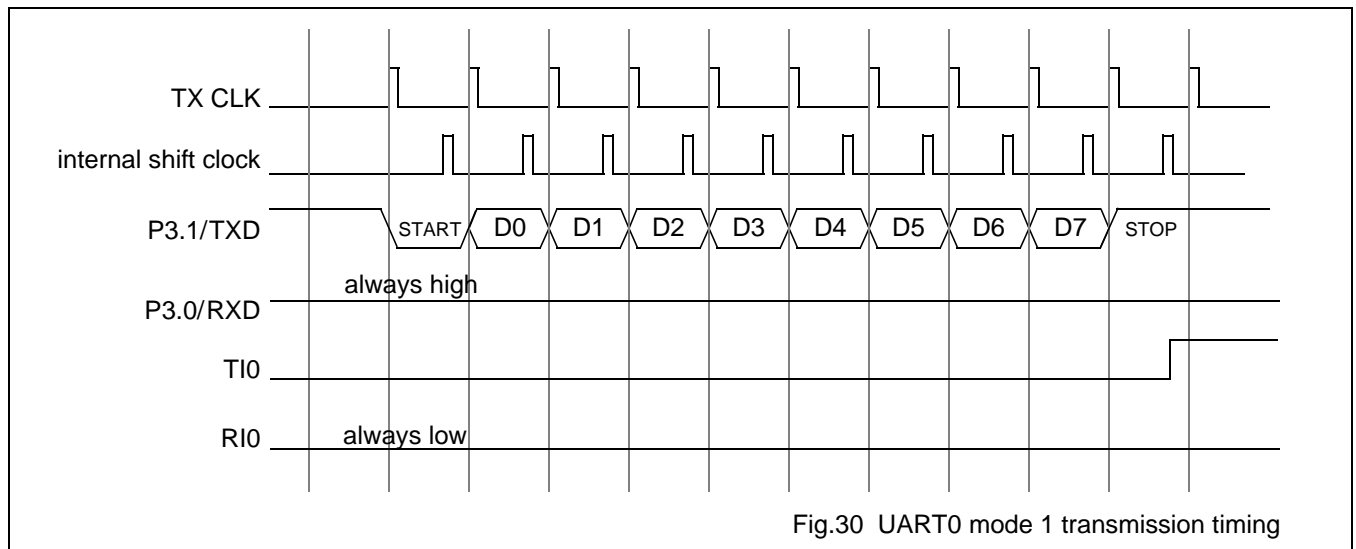 TX CLK
internal shift clock
P3.1/TXD
START D0 D1 D2 D3 D4 D5 D6 D7 STOP
always high
P3.0/RXD
TI0
RI0
always low
Fig.30 UART0 mode 1 transmission timing